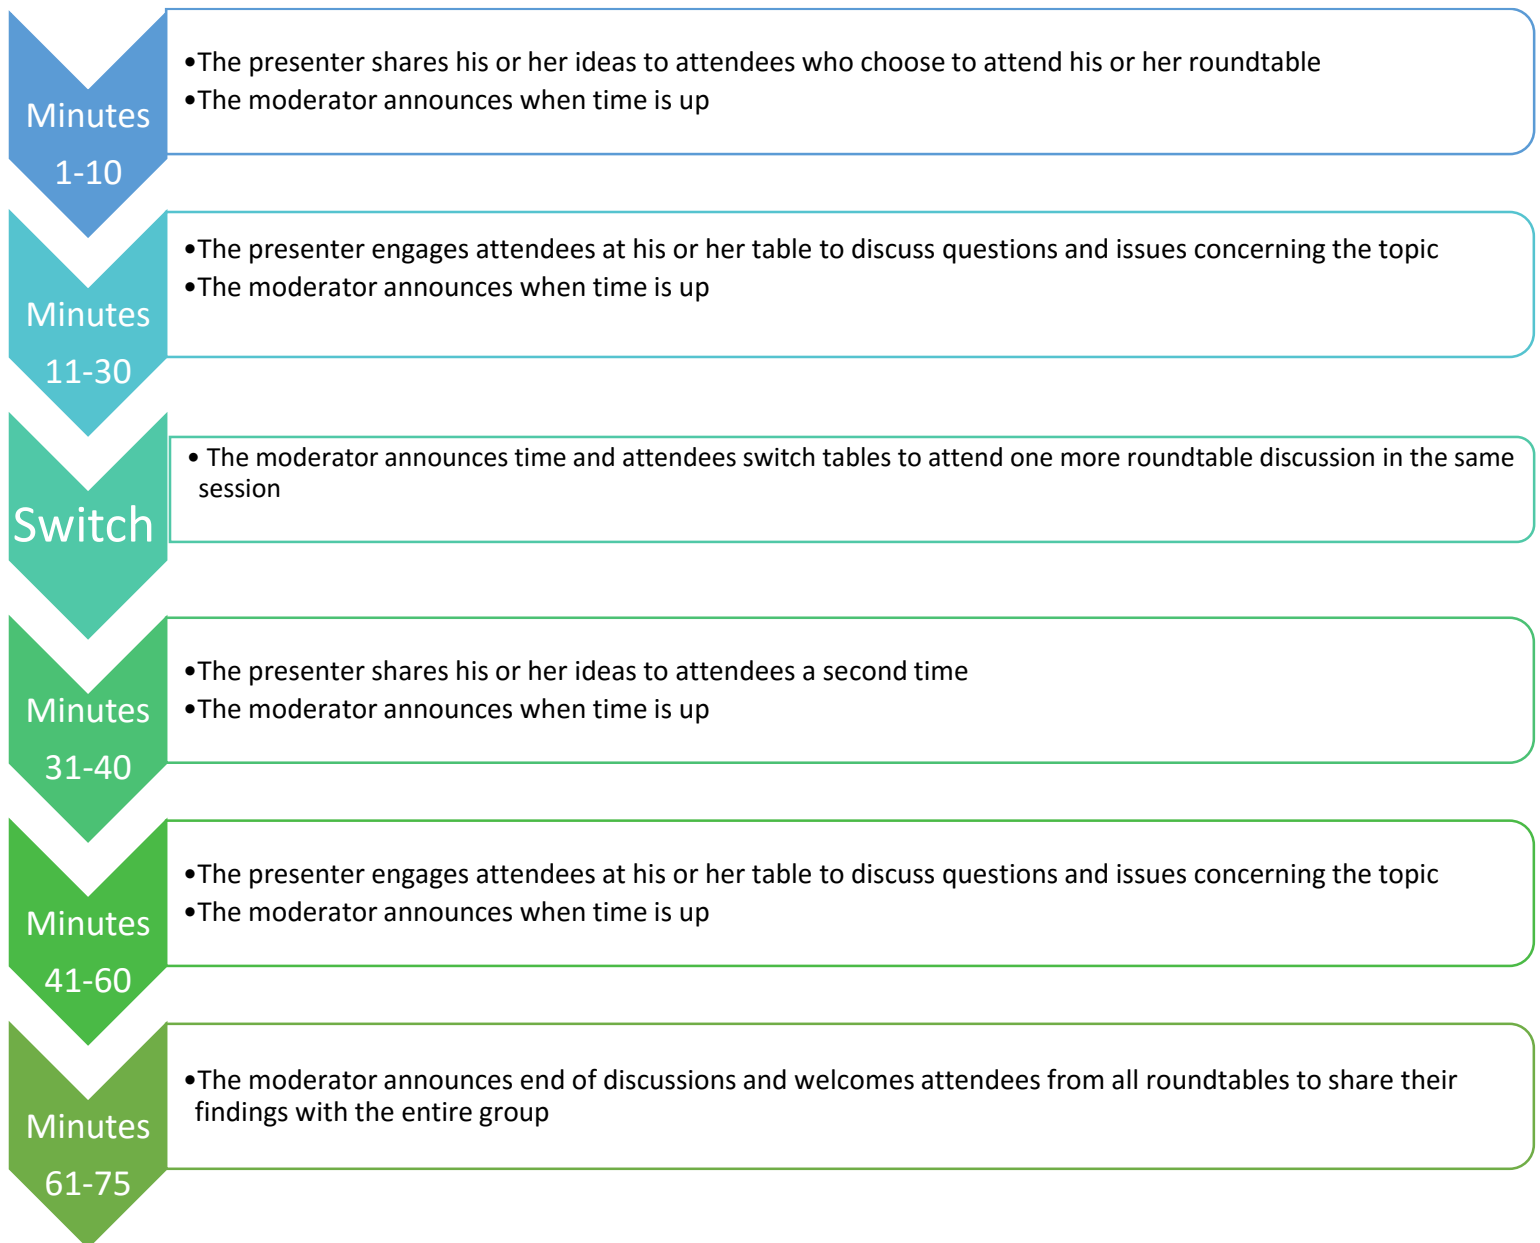 Minutes
1-10
•The presenter shares his or her ideas to attendees who choose to attend his or her roundtable
•The moderator announces when time is up
Minutes
11-30
•The presenter engages attendees at his or her table to discuss questions and issues concerning the topic
•The moderator announces when time is up
Switch
• The moderator announces time and attendees switch tables to attend one more roundtable discussion in the same
session
Minutes
31-40
•The presenter shares his or her ideas to attendees a second time
•The moderator announces when time is up
Minutes
41-60
•The presenter engages attendees at his or her table to discuss questions and issues concerning the topic
•The moderator announces when time is up
Minutes
61-75
•The moderator announces end of discussions and welcomes attendees from all roundtables to share their
findings with the entire group